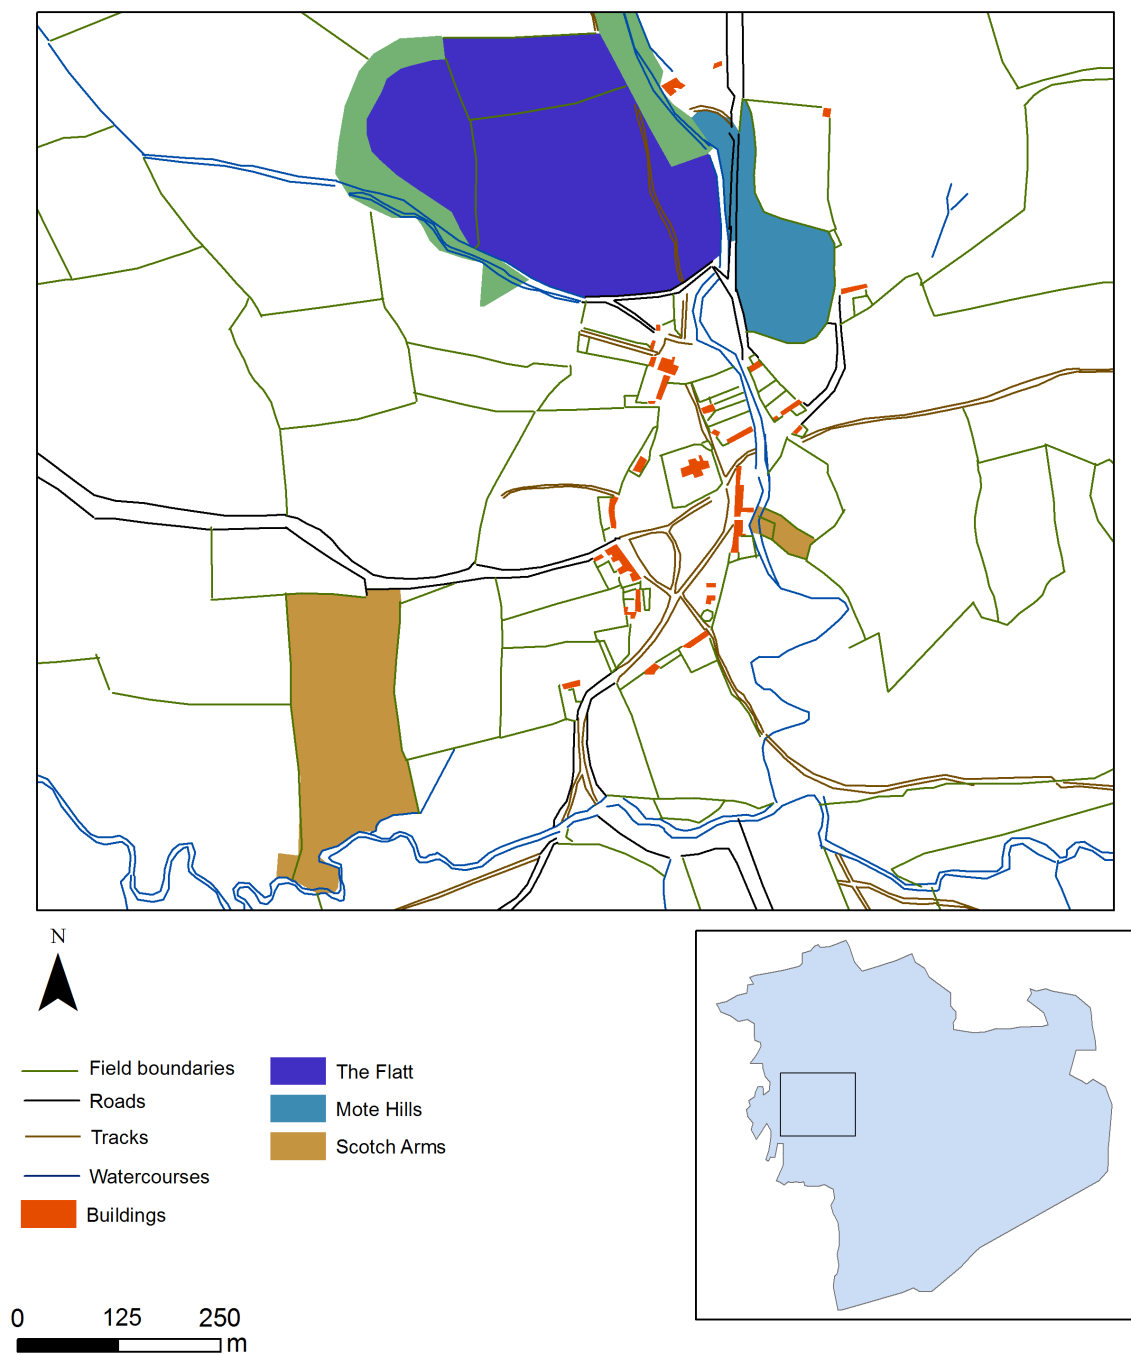 N
Field boundaries
Roads
Tracks
Watercourses
Buildings
The Flatt
Mote Hills
Scotch Arms
0 125 250
m